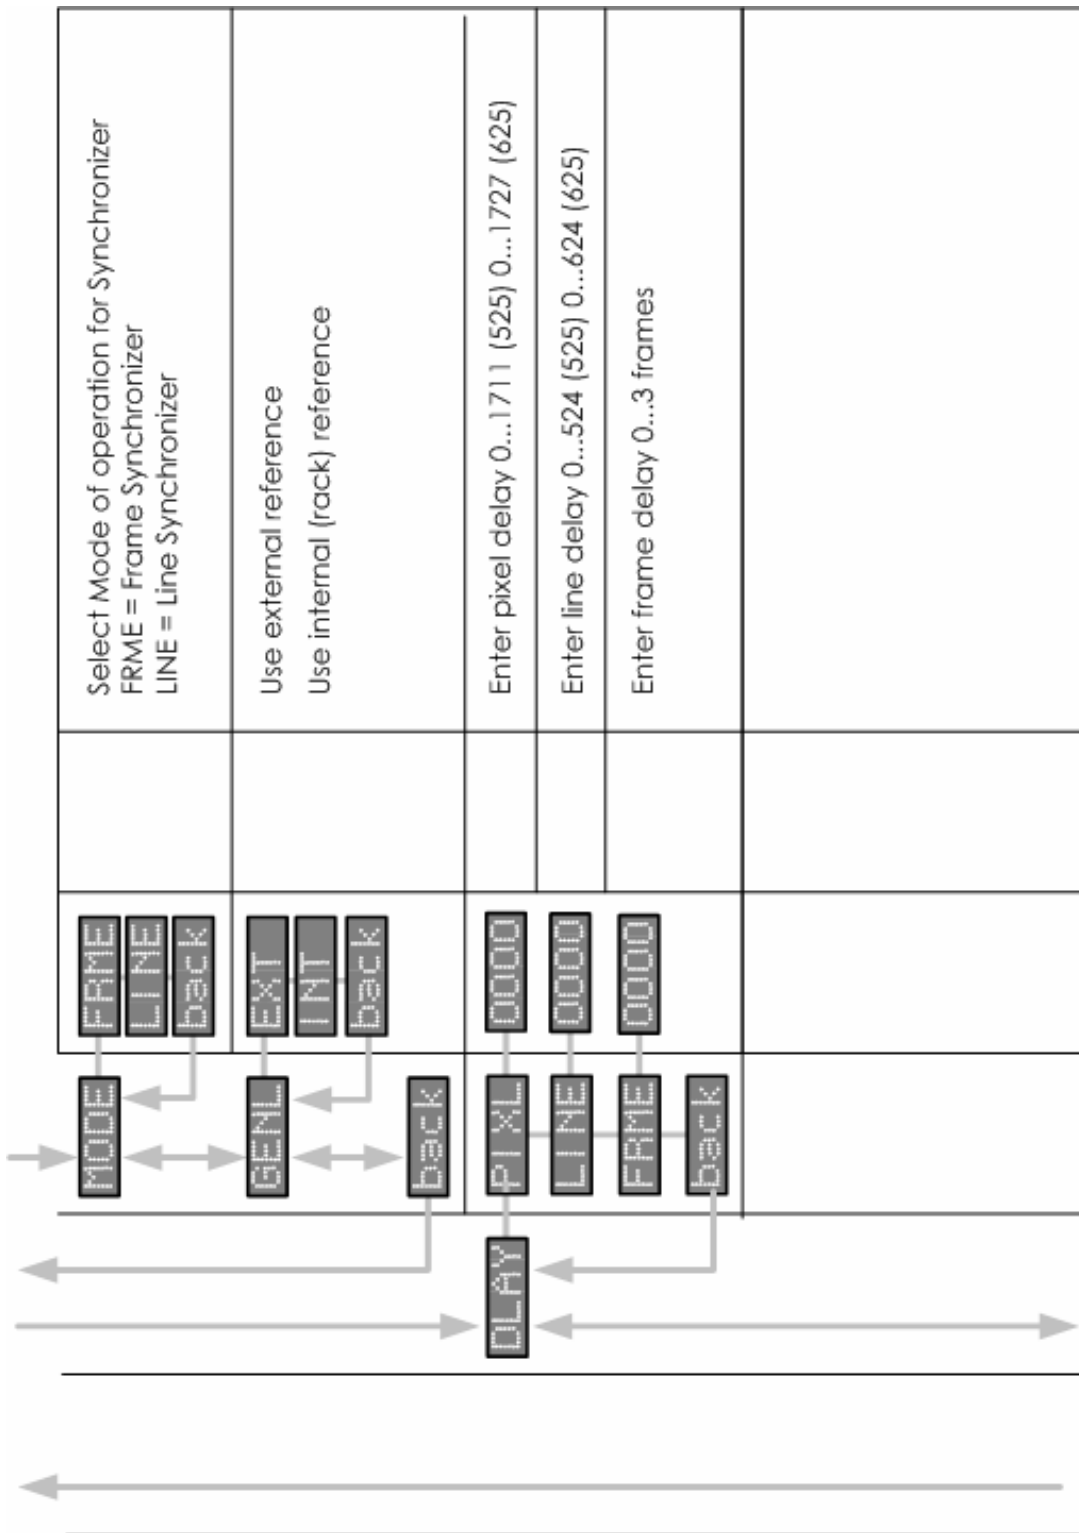 MODE
FRME
LINE
back
Select Mode of operation for Synchronizer
FRME = Frame Synchronizer
LINE = Line Synchronizer
GENL
EXT
INT
back
Use external reference
Use internal (rack) reference
back
DLAY
PIXL
0000
Enter pixel delay 0...1711 (525) 0...1727 (625)
LINE
0000
Enter line delay 0...524 (525) 0...624 (625)
FRME
0000
Enter frame delay 0...3 frames
back